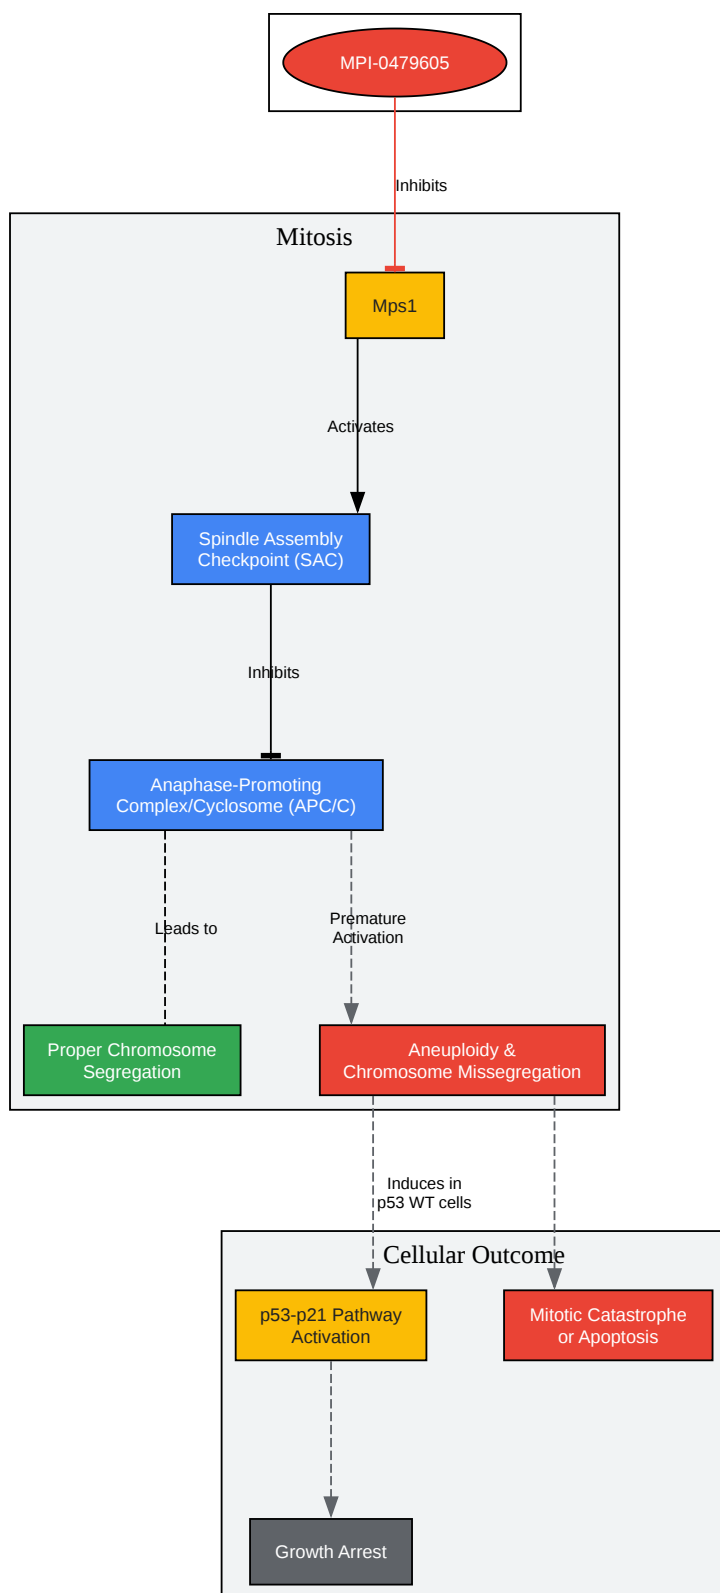 MPI-0479605
Inhibits
Mitosis
Mps1
Activates
Spindle Assembly
Checkpoint (SAC)
Inhibits
Anaphase-Promoting
Complex/Cyclosome (APC/C)
Leads to
Premature
Activation
Proper Chromosome
Segregation
Aneuploidy &
Chromosome Missegregation
Induces in
p53 WT cells
Cellular Outcome
p53-p21 Pathway
Activation
Mitotic Catastrophe
or Apoptosis
Growth Arrest